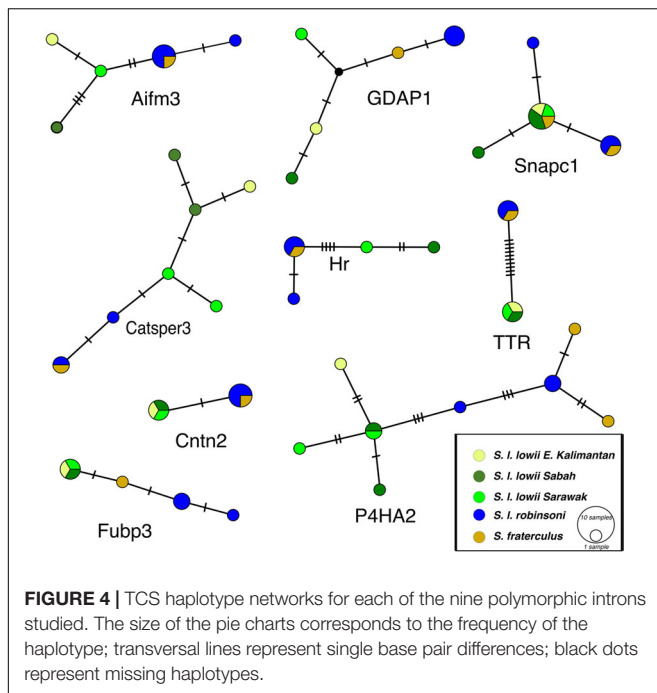 Aifm3
GDAP1
Snapc1
Catsper3
Hr
TTR
Cntn2
Fubp3
P4HA2
S. l. lowii E. Kalimantan
S. l. lowii Sabah
S. l. lowii Sarawak
S. l. robinsoni
S. fraterculus
10 samples
1 sample
FIGURE 4 | TCS haplotype networks for each of the nine polymorphic introns
studied. The size of the pie charts corresponds to the frequency of the
haplotype; transversal lines represent single base pair differences; black dots
represent missing haplotypes.